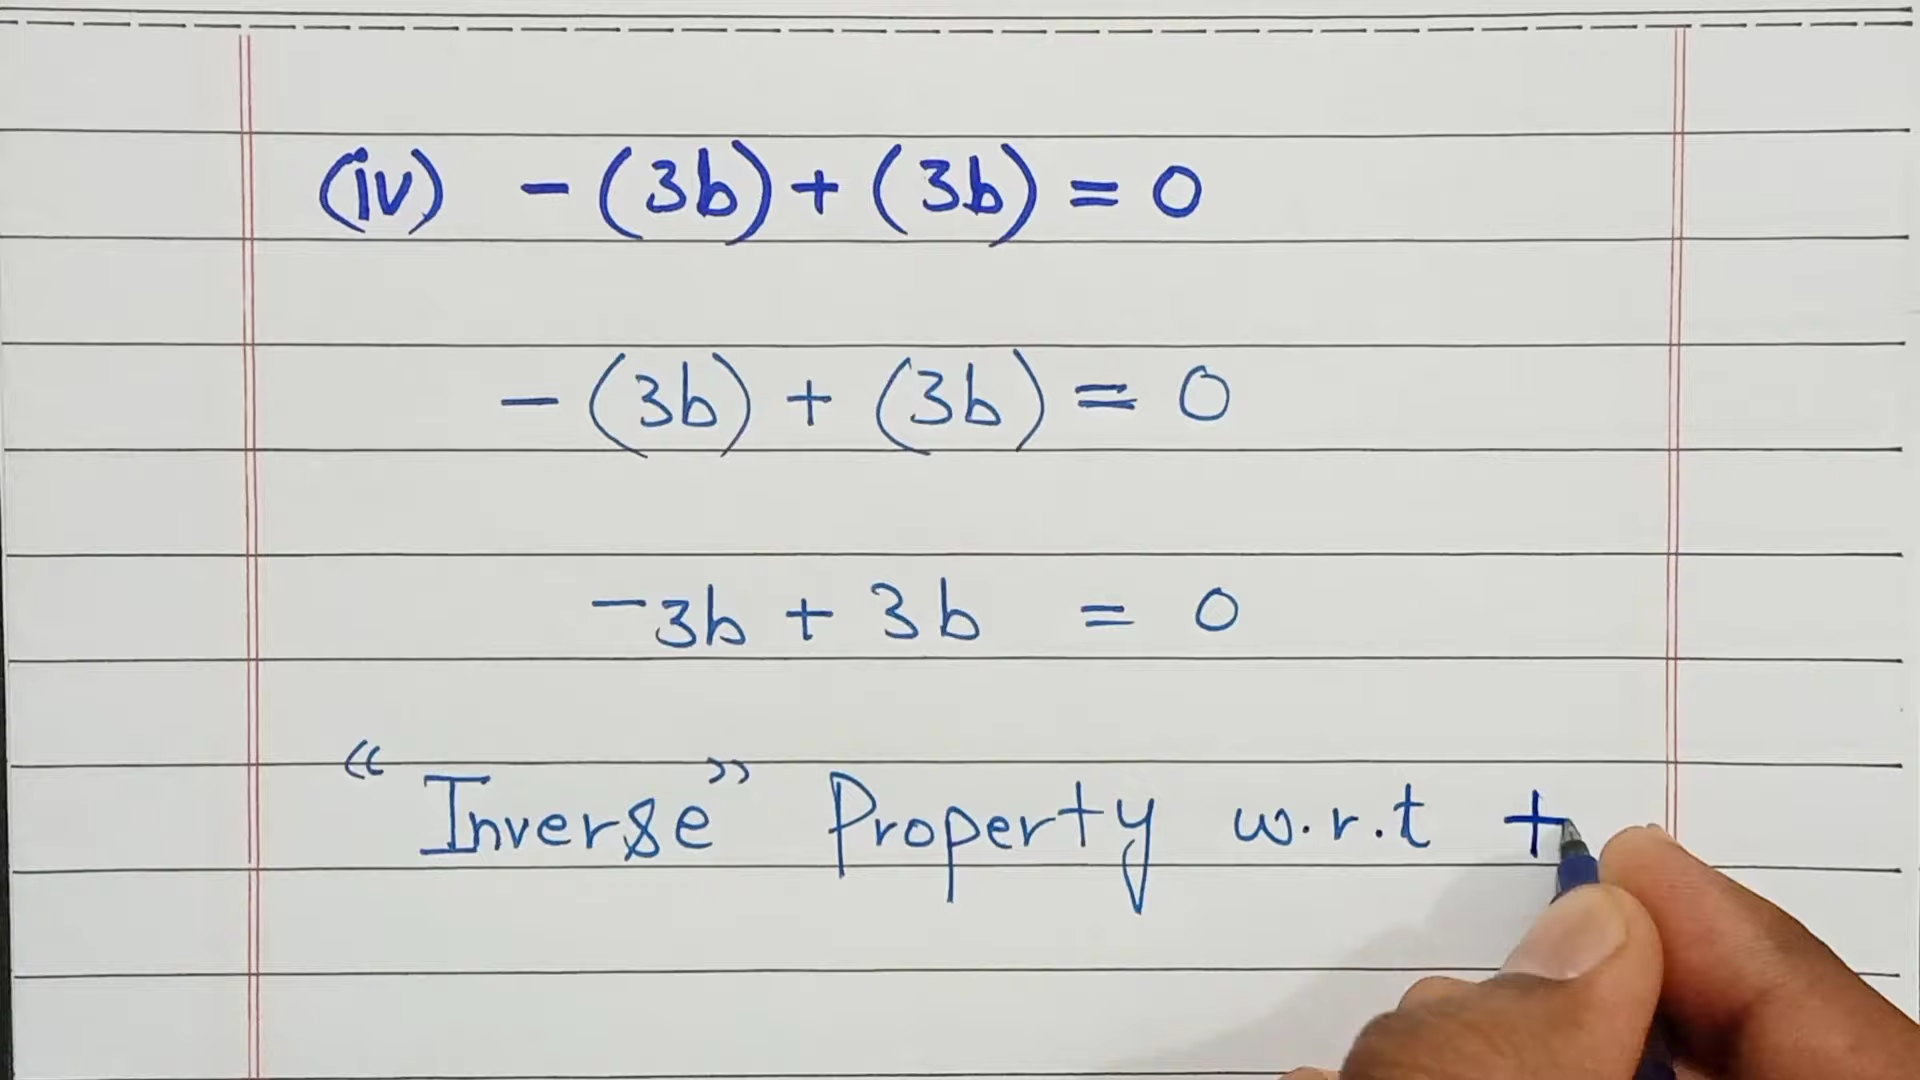 (iv) -(3b)+(3b)=0
-(3b) + (3b) = 0
-3b + 3b = 0
“Inverse” Property w.r.t +